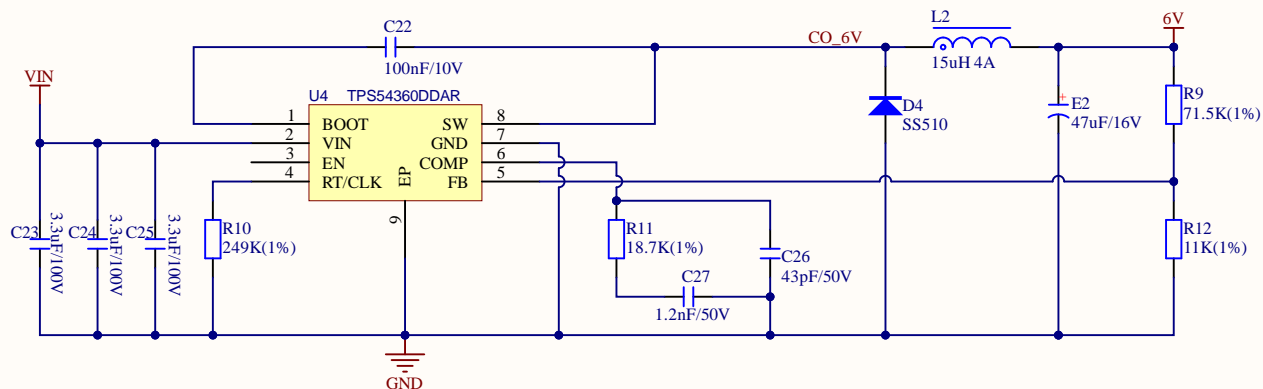 C22
100nF/10V
CO_6V
L2
15uH 4A
6V
VIN
U4 TPS54360DDAR
1 BOOT SW 8
2 VIN GND 7
3 EN COMP 6
4 RT/CLK EP FB 5
9
D4
SS510
+
E2
47uF/16V
R9
71.5K(1%)
C23 3.3uF/100V
C24 3.3uF/100V
C25 3.3uF/100V
R10
249K(1%)
R11
18.7K(1%)
C26
43pF/50V
C27
1.2nF/50V
R12
11K(1%)
GND